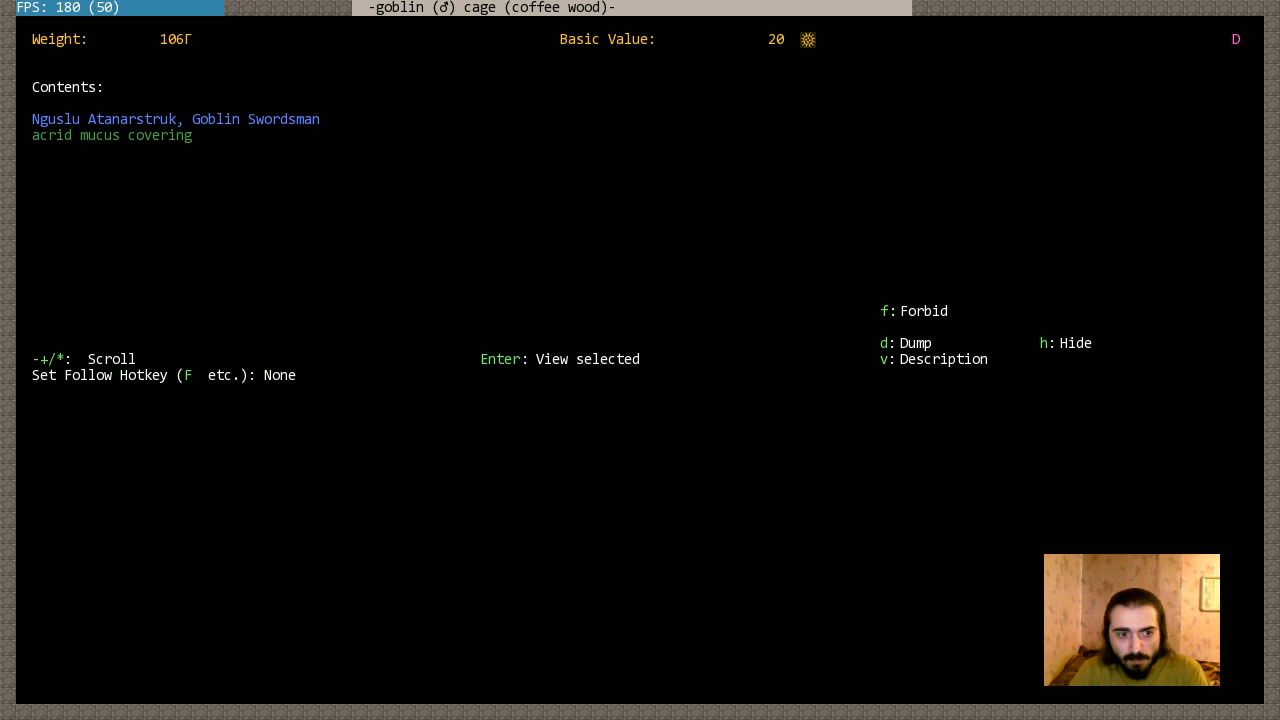 FPS: 180 (50)
-goblin (♂) cage (coffee wood)-
Weight: 106Γ Basic Value: 20 ☼ D
Contents:
Nguslu Atanarstruk, Goblin Swordsman
acrid mucus covering
f: Forbid
d: Dump h: Hide
-+/*: Scroll Enter: View selected v: Description
Set Follow Hotkey (F etc.): None